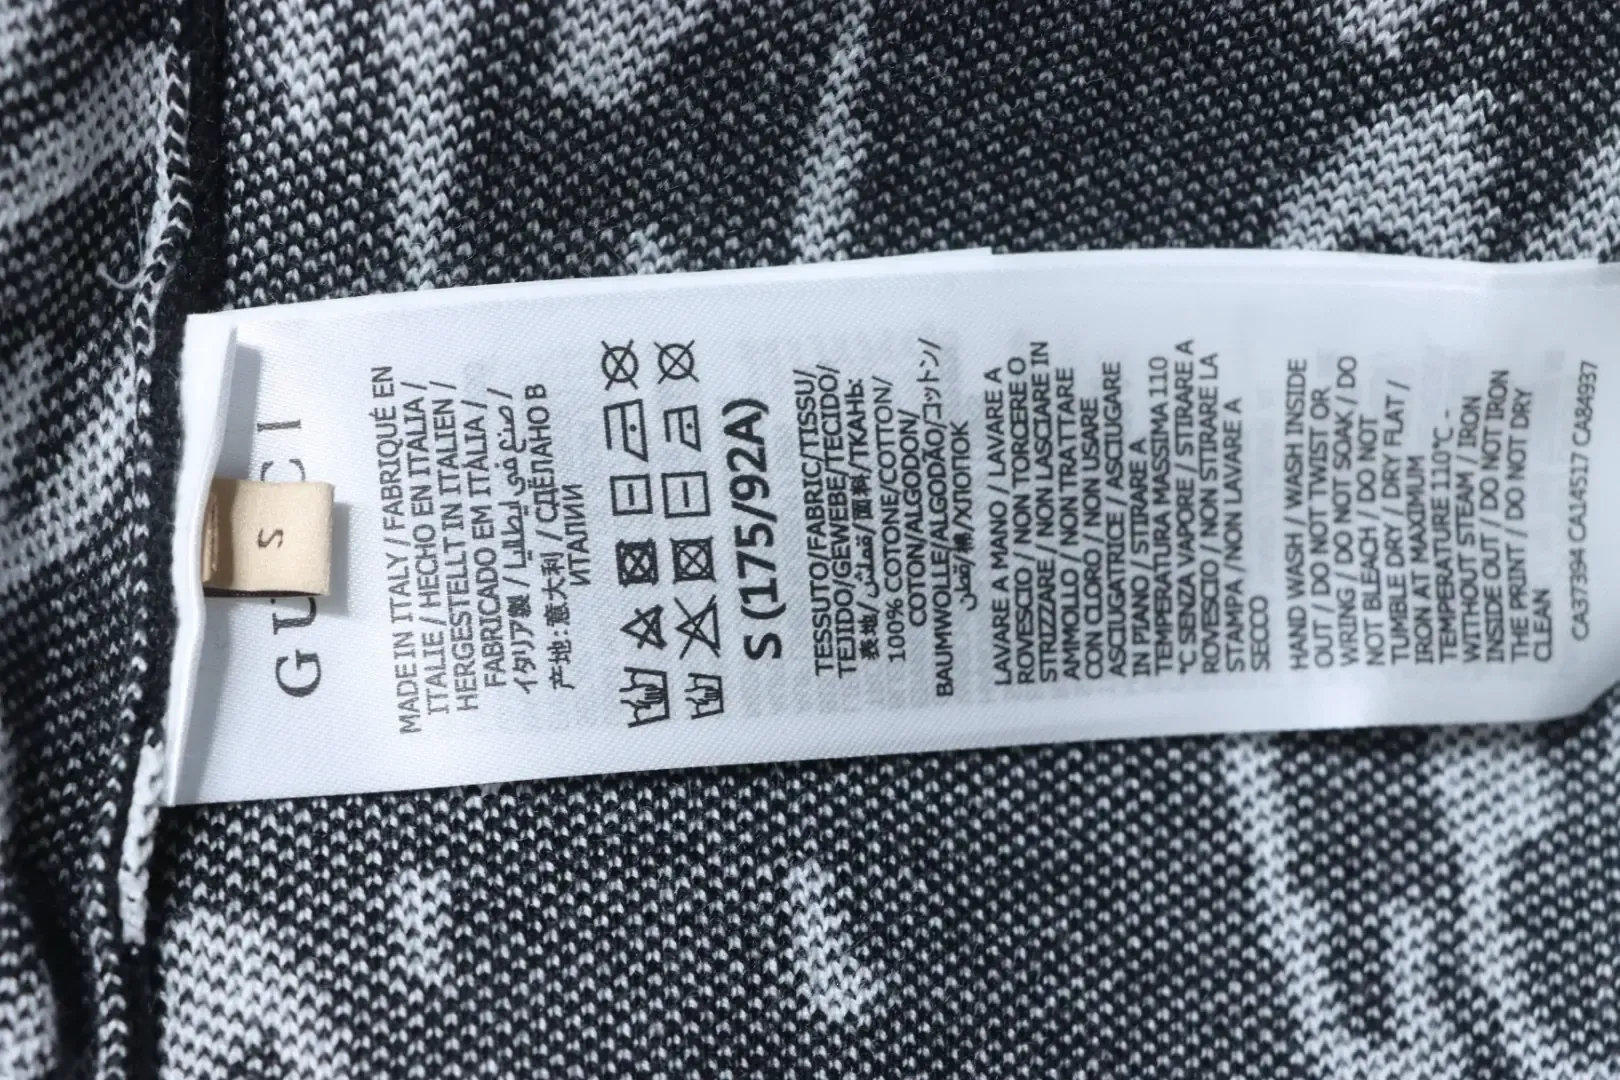 GUCCI
S
MADE IN ITALY / FABRIQUÉ EN
ITALIE / HECHO EN ITALIA /
HERGESTELLT IN ITALIEN /
FABRICADO EM ITÁLIA /
イタリア製 / صنع في إيطاليا /
产地:意大利 / СДЕЛАНО В
ИТАЛИИ
S (175/92A)
TESSUTO/FABRIC/TISSU/
TEJIDO/GEWEBE/TECIDO/
表地/قماش/面料/ТКАНЬ:
100% COTONE/COTTON/
COTON/ALGODON/
BAUMWOLLE/ALGODÃO/コットン/
قطن/棉/ХЛОПОК
LAVARE A MANO / LAVARE A
ROVESCIO / NON TORCERE O
STRIZZARE / NON LASCIARE IN
AMMOLLO / NON TRATTARE
CON CLORO / NON USARE
ASCIUGATRICE / ASCIUGARE
IN PIANO / STIRARE A
TEMPERATURA MASSIMA 110
°C SENZA VAPORE / STIRARE A
ROVESCIO / NON STIRARE LA
STAMPA / NON LAVARE A
SECCO
HAND WASH / WASH INSIDE
OUT / DO NOT TWIST OR
WRING / DO NOT SOAK / DO
NOT BLEACH / DO NOT
TUMBLE DRY / DRY FLAT /
IRON AT MAXIMUM
TEMPERATURE 110°C -
WITHOUT STEAM / IRON
INSIDE OUT / DO NOT IRON
THE PRINT / DO NOT DRY
CLEAN
CA37394 CA14517 CA84937